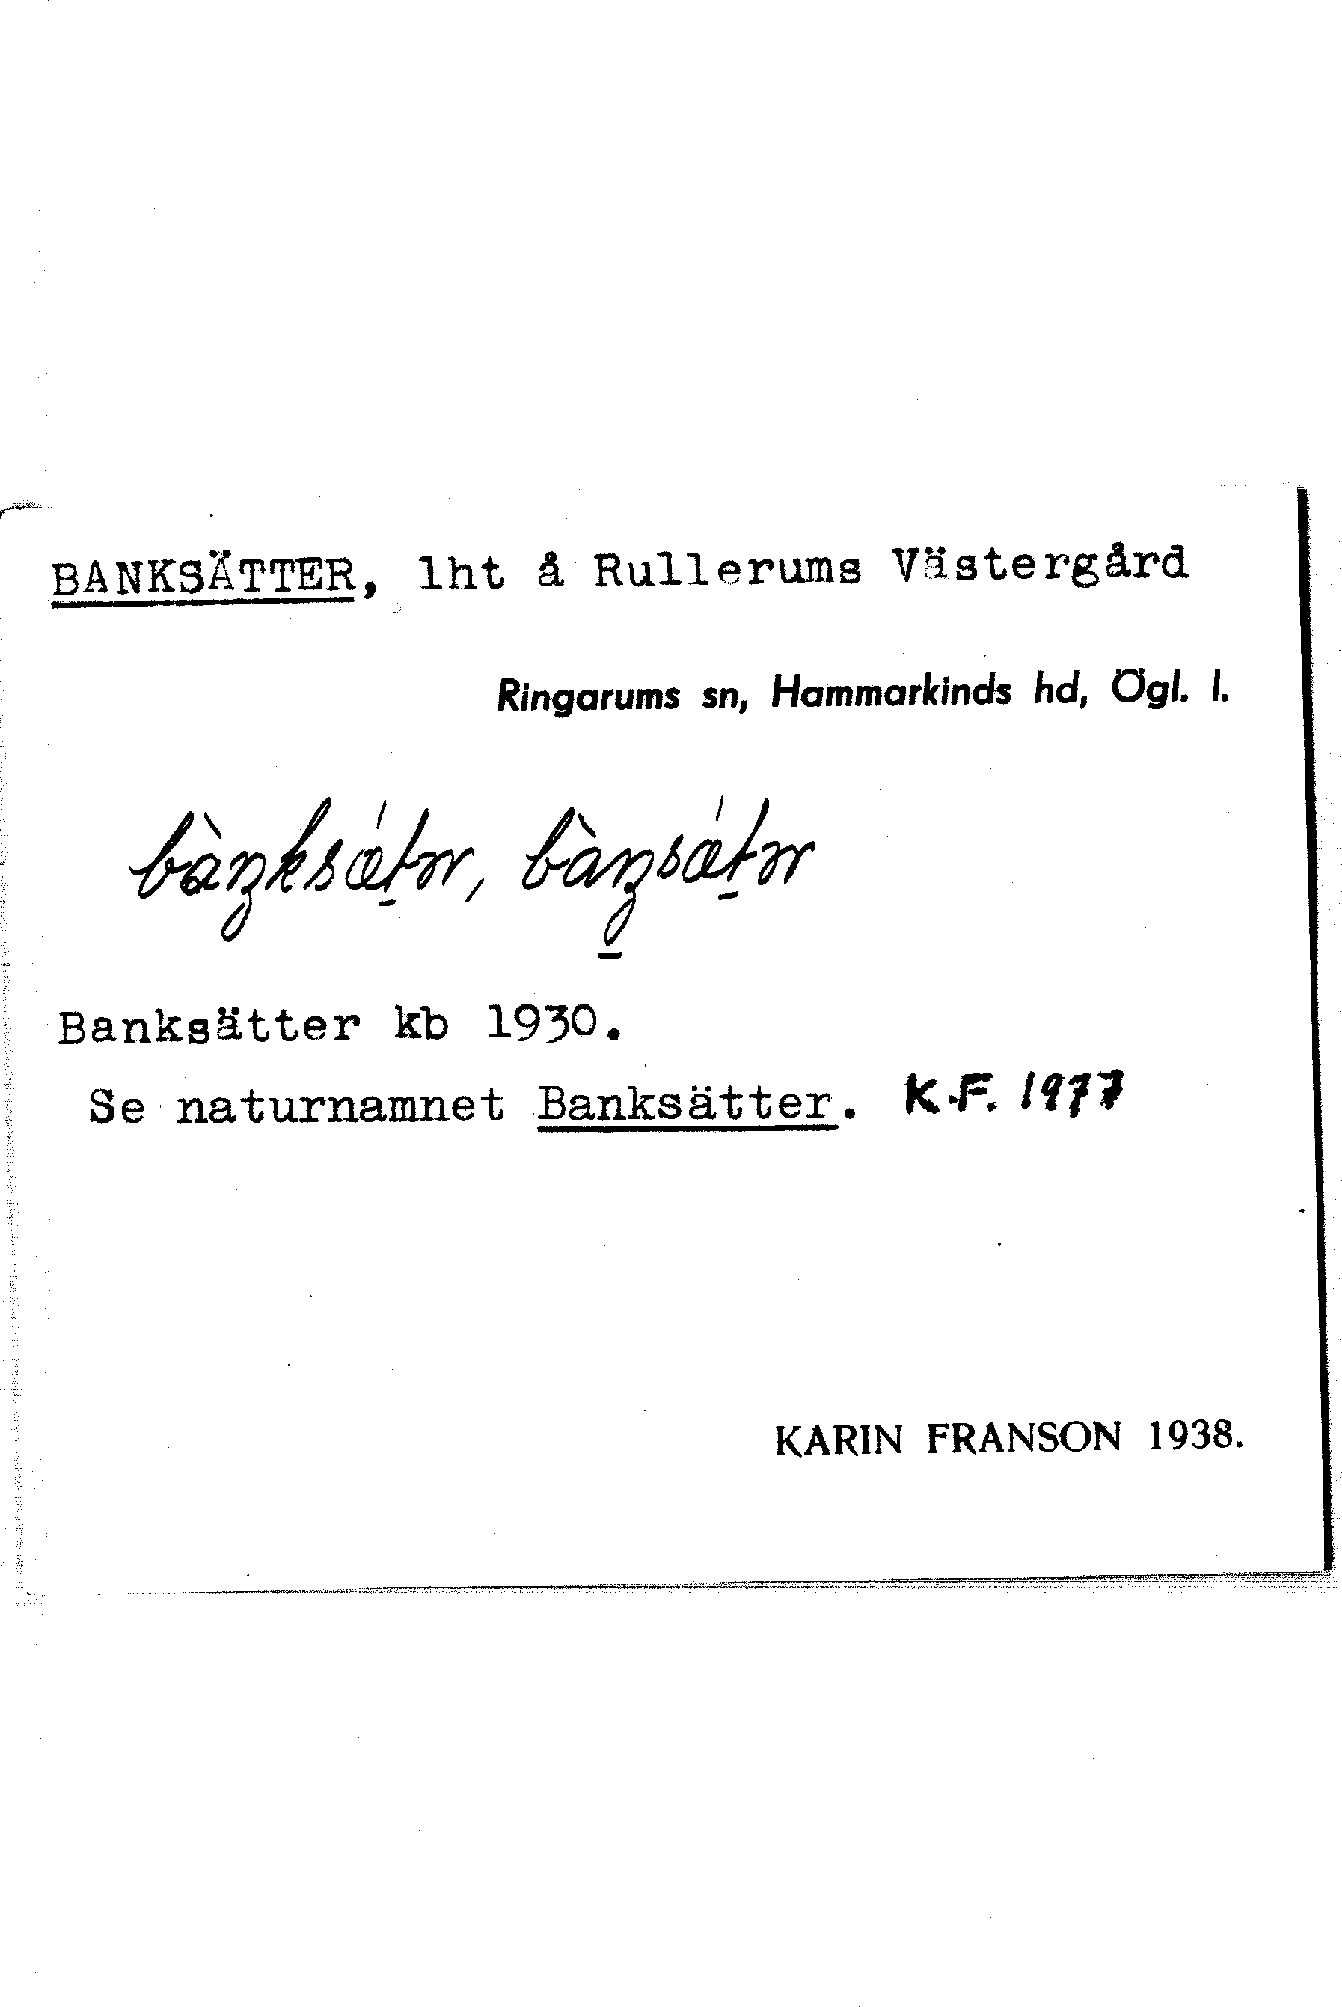 BANKSÄTTER, lht å Rullerums Västergård
Ringarums sn, Hammarkinds hd, Ögl. l.
Banksätter kb 1930.
Se naturnamnet Banksätter. K.F. 1977
KARIN FRANSON 1938.